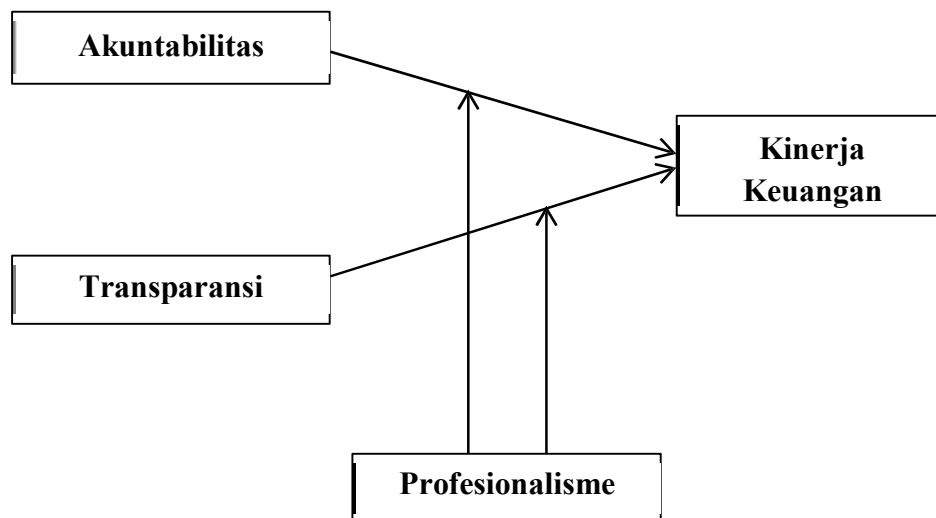 Akuntabilitas
Kinerja
Keuangan
Transparansi
Profesionalisme